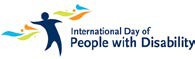 International Day of
People with Disability